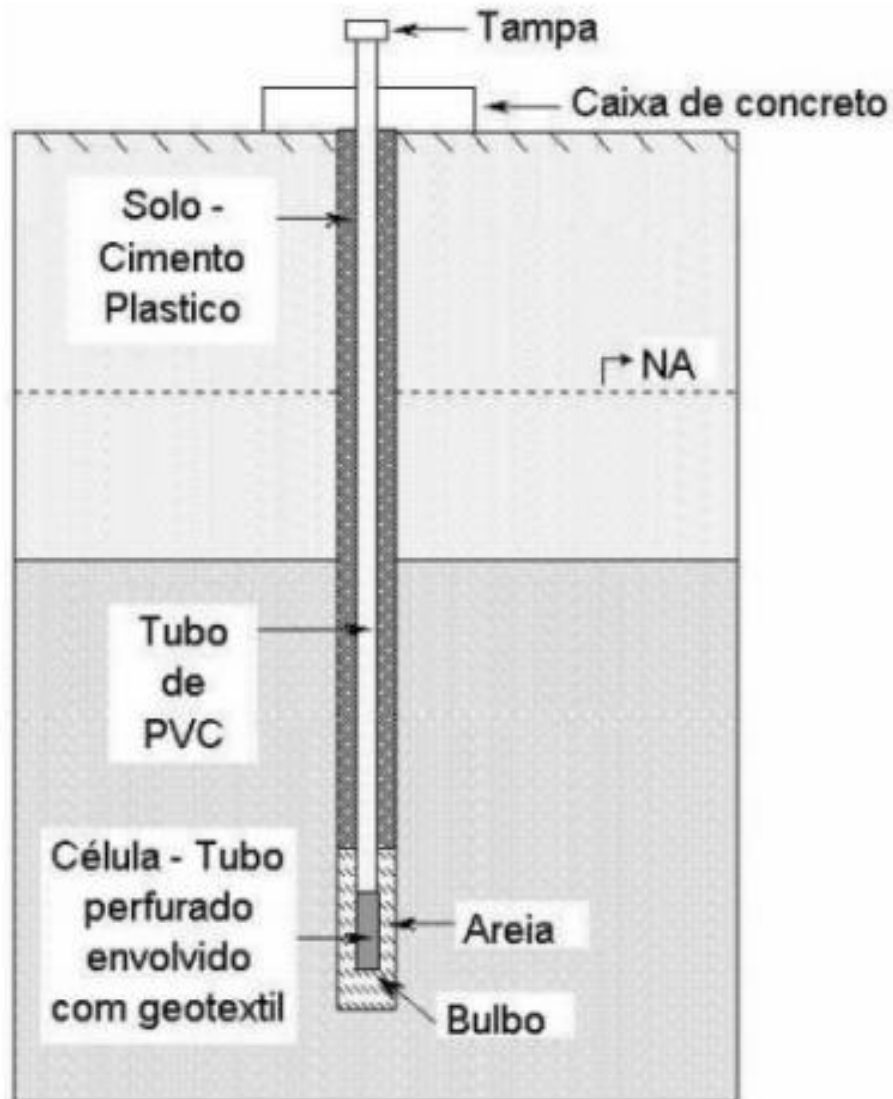 Tampa
Caixa de concreto
Solo -
Cimento
Plastico
NA
Tubo
de
PVC
Célula - Tubo
perfurado
envolvido
com geotextil
Areia
Bulbo